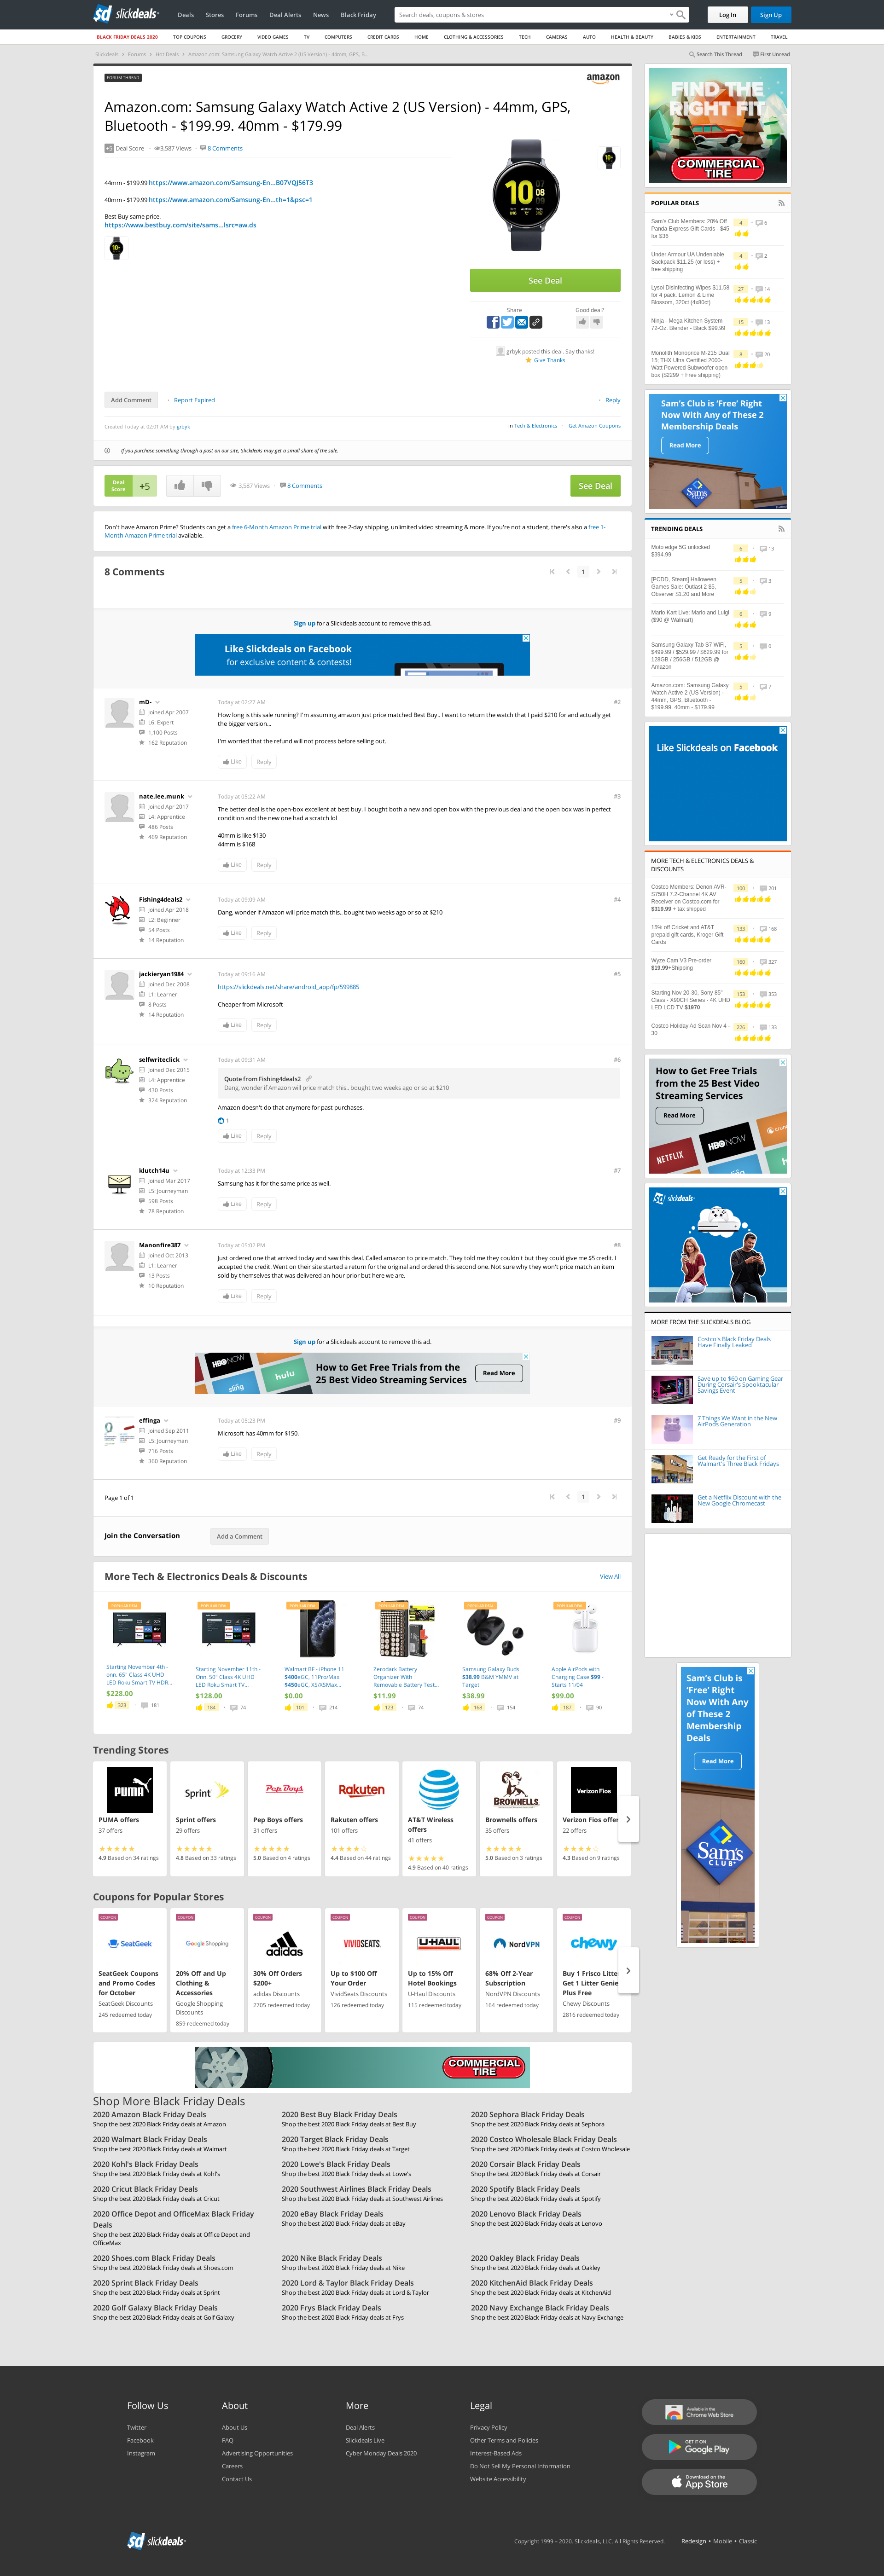 slickdeals
Deals
Stores
Forums
Deal Alerts
News
Black Friday
Search deals, coupons & stores
Log In
Sign Up
BLACK FRIDAY DEALS 2020
TOP COUPONS
GROCERY
VIDEO GAMES
TV
COMPUTERS
CREDIT CARDS
HOME
CLOTHING & ACCESSORIES
TECH
CAMERAS
AUTO
HEALTH & BEAUTY
BABIES & KIDS
ENTERTAINMENT
TRAVEL
Slickdeals > Forums > Hot Deals > Amazon.com: Samsung Galaxy Watch Active 2 (US Version) - 44mm, GPS, B...
Search This Thread
First Unread
FORUM THREAD
amazon
Amazon.com: Samsung Galaxy Watch Active 2 (US Version) - 44mm, GPS,
Bluetooth - $199.99. 40mm - $179.99
+5 Deal Score
3,587 Views
8 Comments
44mm - $199.99 https://www.amazon.com/Samsung-En...B07VQJ56T3
40mm - $179.99 https://www.amazon.com/Samsung-En...th=1&psc=1
Best Buy same price.
https://www.bestbuy.com/site/sams...lsrc=aw.ds
See Deal
Share
Good deal?
grbyk posted this deal. Say thanks!
Give Thanks
Add Comment
Report Expired
Reply
Created Today at 02:01 AM by grbyk
in Tech & Electronics
Get Amazon Coupons
If you purchase something through a post on our site, Slickdeals may get a small share of the sale.
Deal
Score
+5
3,587 Views
8 Comments
See Deal
Don't have Amazon Prime? Students can get a free 6-Month Amazon Prime trial with free 2-day shipping, unlimited video streaming & more. If you're not a student, there's also a free 1-
Month Amazon Prime trial available.
8 Comments
1
Sign up for a Slickdeals account to remove this ad.
Like Slickdeals on Facebook
for exclusive content & contests!
mD-
Joined Apr 2007
L6: Expert
1,100 Posts
162 Reputation
Today at 02:27 AM
#2
How long is this sale running? I'm assuming amazon just price matched Best Buy.. I want to return the watch that I paid $210 for and actually get
the bigger version...
I'm worried that the refund will not process before selling out.
Like
Reply
nate.lee.munk
Joined Apr 2017
L4: Apprentice
486 Posts
469 Reputation
Today at 05:22 AM
#3
The better deal is the open-box excellent at best buy. I bought both a new and open box with the previous deal and the open box was in perfect
condition and the new one had a scratch lol
40mm is like $130
44mm is $168
Like
Reply
Fishing4deals2
Joined Apr 2018
L2: Beginner
54 Posts
14 Reputation
Today at 09:09 AM
#4
Dang, wonder if Amazon will price match this.. bought two weeks ago or so at $210
Like
Reply
jackieryan1984
Joined Dec 2008
L1: Learner
8 Posts
14 Reputation
Today at 09:16 AM
#5
https://slickdeals.net/share/android_app/fp/599885
Cheaper from Microsoft
Like
Reply
selfwriteclick
Joined Dec 2015
L4: Apprentice
430 Posts
324 Reputation
Today at 09:31 AM
#6
Quote from Fishing4deals2
Dang, wonder if Amazon will price match this.. bought two weeks ago or so at $210
Amazon doesn't do that anymore for past purchases.
1
Like
Reply
klutch14u
Joined Mar 2017
L5: Journeyman
598 Posts
78 Reputation
Today at 12:33 PM
#7
Samsung has it for the same price as well.
Like
Reply
Manonfire387
Joined Oct 2013
L1: Learner
13 Posts
10 Reputation
Today at 05:02 PM
#8
Just ordered one that arrived today and saw this deal. Called amazon to price match. They told me they couldn't but they could give me $5 credit. I
accepted the credit. Went on their site started a return for the original and ordered this second one. Not sure why they won't price match an item
sold by themselves that was delivered an hour prior but here we are.
Like
Reply
Sign up for a Slickdeals account to remove this ad.
HBO NOW
sling
hulu
How to Get Free Trials from the
25 Best Video Streaming Services
Read More
effinga
Joined Sep 2011
L5: Journeyman
716 Posts
360 Reputation
Today at 05:23 PM
#9
Microsoft has 40mm for $150.
Like
Reply
Page 1 of 1
1
Join the Conversation
Add a Comment
More Tech & Electronics Deals & Discounts
View All
POPULAR DEAL
Starting November 4th -
onn. 65" Class 4K UHD
LED Roku Smart TV HDR...
$228.00
323
181
POPULAR DEAL
Starting November 11th -
Onn. 50" Class 4K UHD
LED Roku Smart TV...
$128.00
184
74
POPULAR DEAL
Walmart BF - iPhone 11
$400eGC, 11Pro/Max
$450eGC, XS/XSMax...
$0.00
101
214
POPULAR DEAL
Zerodark Battery
Organizer With
Removable Battery Test...
$11.99
123
74
POPULAR DEAL
Samsung Galaxy Buds
$38.99 B&M YMMV at
Target
$38.99
168
154
POPULAR DEAL
Apple AirPods with
Charging Case $99 -
Starts 11/04
$99.00
187
90
Trending Stores
PUMA
PUMA offers
37 offers
4.9 Based on 34 ratings
Sprint
Sprint offers
29 offers
4.8 Based on 33 ratings
Pep Boys
Pep Boys offers
31 offers
5.0 Based on 4 ratings
Rakuten
Rakuten offers
101 offers
4.4 Based on 44 ratings
AT&T Wireless
offers
41 offers
4.9 Based on 40 ratings
BROWNELLS
Brownells offers
35 offers
5.0 Based on 3 ratings
Verizon Fios
Verizon Fios offers
22 offers
4.3 Based on 9 ratings
Coupons for Popular Stores
COUPON
SeatGeek
SeatGeek Coupons
and Promo Codes
for October
SeatGeek Discounts
245 redeemed today
COUPON
Google Shopping
20% Off and Up
Clothing &
Accessories
Google Shopping
Discounts
859 redeemed today
COUPON
adidas
30% Off Orders
$200+
adidas Discounts
2705 redeemed today
COUPON
VIVIDSEATS
Up to $100 Off
Your Order
VividSeats Discounts
126 redeemed today
COUPON
U-HAUL
Up to 15% Off
Hotel Bookings
U-Haul Discounts
115 redeemed today
COUPON
NordVPN
68% Off 2-Year
Subscription
NordVPN Discounts
164 redeemed today
COUPON
chewy
Buy 1 Frisco Litter
Get 1 Litter Genie
Plus Free
Chewy Discounts
2816 redeemed today
COMMERCIAL
TIRE
Shop More Black Friday Deals
2020 Amazon Black Friday Deals
Shop the best 2020 Black Friday deals at Amazon
2020 Best Buy Black Friday Deals
Shop the best 2020 Black Friday deals at Best Buy
2020 Sephora Black Friday Deals
Shop the best 2020 Black Friday deals at Sephora
2020 Walmart Black Friday Deals
Shop the best 2020 Black Friday deals at Walmart
2020 Target Black Friday Deals
Shop the best 2020 Black Friday deals at Target
2020 Costco Wholesale Black Friday Deals
Shop the best 2020 Black Friday deals at Costco Wholesale
2020 Kohl's Black Friday Deals
Shop the best 2020 Black Friday deals at Kohl's
2020 Lowe's Black Friday Deals
Shop the best 2020 Black Friday deals at Lowe's
2020 Corsair Black Friday Deals
Shop the best 2020 Black Friday deals at Corsair
2020 Cricut Black Friday Deals
Shop the best 2020 Black Friday deals at Cricut
2020 Southwest Airlines Black Friday Deals
Shop the best 2020 Black Friday deals at Southwest Airlines
2020 Spotify Black Friday Deals
Shop the best 2020 Black Friday deals at Spotify
2020 Office Depot and OfficeMax Black Friday
Deals
Shop the best 2020 Black Friday deals at Office Depot and
OfficeMax
2020 eBay Black Friday Deals
Shop the best 2020 Black Friday deals at eBay
2020 Lenovo Black Friday Deals
Shop the best 2020 Black Friday deals at Lenovo
2020 Shoes.com Black Friday Deals
Shop the best 2020 Black Friday deals at Shoes.com
2020 Nike Black Friday Deals
Shop the best 2020 Black Friday deals at Nike
2020 Oakley Black Friday Deals
Shop the best 2020 Black Friday deals at Oakley
2020 Sprint Black Friday Deals
Shop the best 2020 Black Friday deals at Sprint
2020 Lord & Taylor Black Friday Deals
Shop the best 2020 Black Friday deals at Lord & Taylor
2020 KitchenAid Black Friday Deals
Shop the best 2020 Black Friday deals at KitchenAid
2020 Golf Galaxy Black Friday Deals
Shop the best 2020 Black Friday deals at Golf Galaxy
2020 Frys Black Friday Deals
Shop the best 2020 Black Friday deals at Frys
2020 Navy Exchange Black Friday Deals
Shop the best 2020 Black Friday deals at Navy Exchange
FIND THE
RIGHT FIT
COMMERCIAL
TIRE
POPULAR DEALS
Sam's Club Members: 20% Off
Panda Express Gift Cards - $45
for $36
4
6
Under Armour UA Undeniable
Sackpack $11.25 (or less) +
free shipping
4
2
Lysol Disinfecting Wipes $11.58
for 4 pack. Lemon & Lime
Blossom, 320ct (4x80ct)
27
14
Ninja - Mega Kitchen System
72-Oz. Blender - Black $99.99
15
13
Monolith Monoprice M-215 Dual
15; THX Ultra Certified 2000-
Watt Powered Subwoofer open
box ($2299 + Free shipping)
8
20
Sam's Club is 'Free' Right
Now With Any of These 2
Membership Deals
Read More
Sam's
CLUB
TRENDING DEALS
Moto edge 5G unlocked
$394.99
6
13
[PCDD, Steam] Halloween
Games Sale: Outlast 2 $5,
Observer $1.20 and More
5
3
Mario Kart Live: Mario and Luigi
($90 @ Walmart)
6
9
Samsung Galaxy Tab S7 WiFi,
$499.99 / $529.99 / $629.99 for
128GB / 256GB / 512GB @
Amazon
5
0
Amazon.com: Samsung Galaxy
Watch Active 2 (US Version) -
44mm, GPS, Bluetooth -
$199.99. 40mm - $179.99
5
7
Like Slickdeals on Facebook
MORE TECH & ELECTRONICS DEALS &
DISCOUNTS
Costco Members: Denon AVR-
S750H 7.2-Channel 4K AV
Receiver on Costco.com for
$319.99 + tax shipped
100
201
15% off Cricket and AT&T
prepaid gift cards, Kroger Gift
Cards
133
168
Wyze Cam V3 Pre-order
$19.99+Shipping
160
327
Starting Nov 20-30, Sony 85"
Class - X90CH Series - 4K UHD
LED LCD TV $1970
153
353
Costco Holiday Ad Scan Nov 4 -
30
226
133
How to Get Free Trials
from the 25 Best Video
Streaming Services
Read More
NETFLIX
HBO NOW
slickdeals
MORE FROM THE SLICKDEALS BLOG
Costco's Black Friday Deals
Have Finally Leaked
Save up to $60 on Gaming Gear
During Corsair's Spooktacular
Savings Event
7 Things We Want in the New
AirPods Generation
Get Ready for the First of
Walmart's Three Black Fridays
Get a Netflix Discount with the
New Google Chromecast
Sam's Club is
'Free' Right
Now With Any
of These 2
Membership
Deals
Read More
Sam's
CLUB
Follow Us
Twitter
Facebook
Instagram
About
About Us
FAQ
Advertising Opportunities
Careers
Contact Us
More
Deal Alerts
Slickdeals Live
Cyber Monday Deals 2020
Legal
Privacy Policy
Other Terms and Policies
Interest-Based Ads
Do Not Sell My Personal Information
Website Accessibility
Available in the
Chrome Web Store
GET IT ON
Google Play
Download on the
App Store
slickdeals
Copyright 1999 - 2020. Slickdeals, LLC. All Rights Reserved.
Redesign • Mobile • Classic